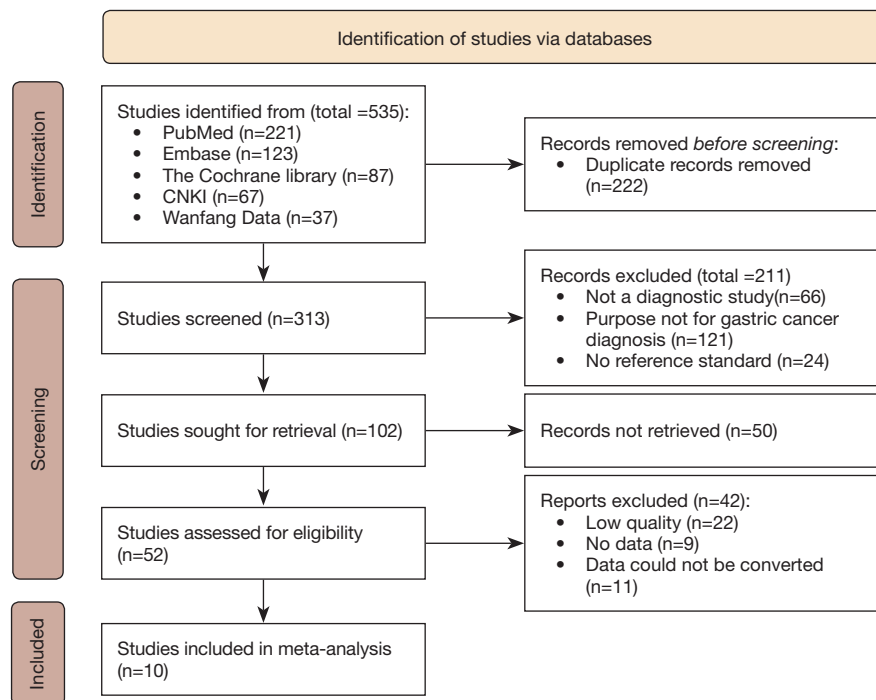 Identification of studies via databases
Identification
Studies identified from (total =535):
• PubMed (n=221)
• Embase (n=123)
• The Cochrane library (n=87)
• CNKI (n=67)
• Wanfang Data (n=37)
Records removed before screening:
• Duplicate records removed
(n=222)
Screening
Studies screened (n=313)
Records excluded (total =211)
• Not a diagnostic study(n=66)
• Purpose not for gastric cancer
diagnosis (n=121)
• No reference standard (n=24)
Studies sought for retrieval (n=102)
Records not retrieved (n=50)
Studies assessed for eligibility
(n=52)
Reports excluded (n=42):
• Low quality (n=22)
• No data (n=9)
• Data could not be converted
(n=11)
Included
Studies included in meta-analysis
(n=10)